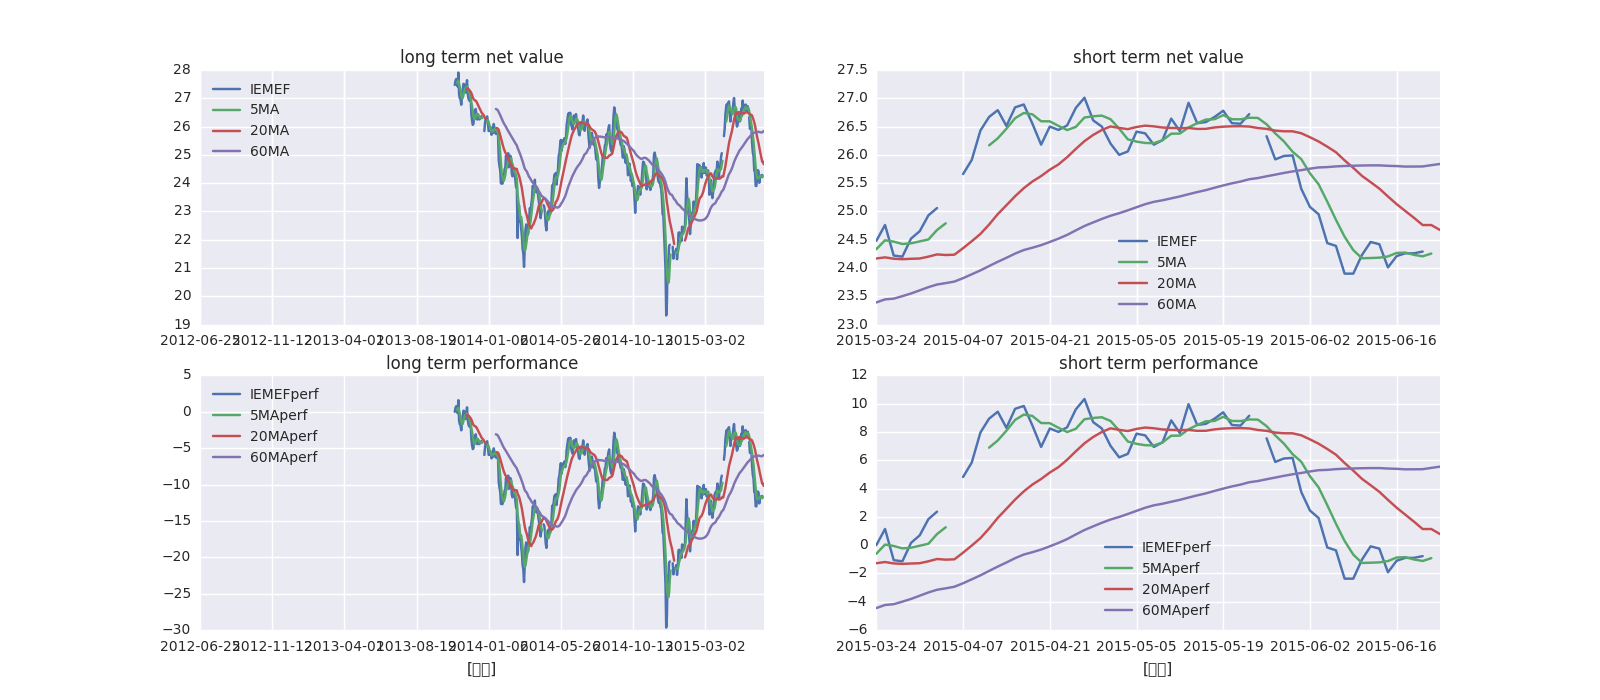 long term net value
28
27
26
25
24
23
22
21
20
19
IEMEF
5MA
20MA
60MA
2012-06-25 2012-11-12 2013-04-01 2013-08-19 2014-01-06 2014-05-26 2014-10-13 2015-03-02
short term net value
27.5
27.0
26.5
26.0
25.5
25.0
24.5
24.0
23.5
23.0
IEMEF
5MA
20MA
60MA
2015-03-24 2015-04-07 2015-04-21 2015-05-05 2015-05-19 2015-06-02 2015-06-16
long term performance
5
0
−5
−10
−15
−20
−25
−30
IEMEFperf
5MAperf
20MAperf
60MAperf
2012-06-25 2012-11-12 2013-04-01 2013-08-19 2014-01-06 2014-05-26 2014-10-13 2015-03-02
short term performance
12
10
8
6
4
2
0
−2
−4
−6
IEMEFperf
5MAperf
20MAperf
60MAperf
2015-03-24 2015-04-07 2015-04-21 2015-05-05 2015-05-19 2015-06-02 2015-06-16